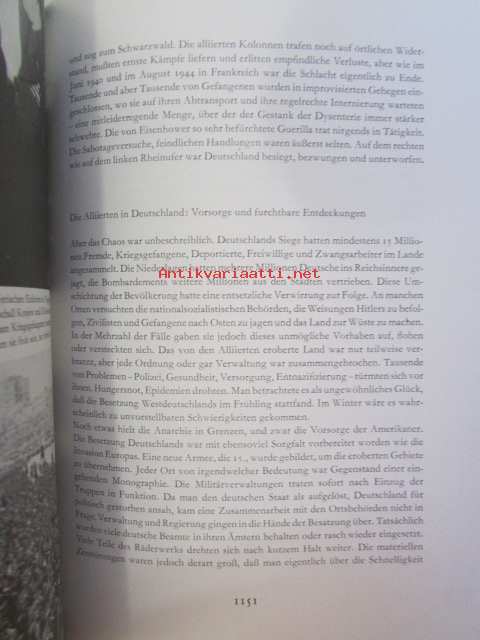 und zog zum Schwarzwald. Die alliierten Kolonnen trafen noch auf örtlichen Wider-
stand, mußten ernste Kämpfe liefern und erlitten empfindliche Verluste, aber wie im
Juni 1940 und im August 1944 in Frankreich war die Schlacht eigentlich zu Ende.
Tausende und aber Tausende von Gefangenen wurden in improvisierten Gehegen ein-
geschlossen, wo sie auf ihren Abtransport und ihre regelrechte Internierung warteten
– eine mitleiderregende Menge, über der der Gestank der Dysenterie immer stärker
schwebte. Die von Eisenhower so sehr befürchtete Guerilla trat nirgends in Tätigkeit.
Die Sabotageversuche, feindlichen Handlungen waren äußerst selten. Auf dem rechten
wie auf dem linken Rheinufer war Deutschland besiegt, bezwungen und unterworfen.
Die Alliierten in Deutschland: Vorsorge und furchtbare Entdeckungen
Aber das Chaos war unbeschreiblich. Deutschlands Siege hatten mindestens 15 Millio-
nen Fremde, Kriegsgefangene, Deportierte, Freiwillige und Zwangsarbeiter im Lande
angesammelt. Die Niederlagen hatten mehrere Millionen Deutsche ins Reichsinnere ge-
jagt, die Bombardements weitere Millionen aus den Städten vertrieben. Diese Um-
schichtung der Bevölkerung hatte eine entsetzliche Verwirrung zur Folge. An manchen
Orten versuchten die nationalsozialistischen Behörden, die Weisungen Hitlers zu befol-
gen, Zivilisten und Gefangene nach Osten zu jagen und das Land zur Wüste zu machen.
In der Mehrzahl der Fälle gaben sie jedoch dieses unmögliche Vorhaben auf, flohen
oder versteckten sich. Das von den Alliierten eroberte Land war nur teilweise ver-
brannt, aber jede Ordnung oder gar Verwaltung war zusammengebrochen. Tausende
von Problemen – Polizei, Gesundheit, Versorgung, Entnazifizierung – türmten sich vor
ihnen. Hungersnot, Epidemien drohten. Man betrachtete es als ungewöhnliches Glück,
daß die Besetzung Westdeutschlands im Frühling stattfand. Im Winter wäre es wahr-
scheinlich zu unvorstellbaren Schwierigkeiten gekommen.
Noch etwas hielt die Anarchie in Grenzen, und zwar die Vorsorge der Amerikaner.
Die Besetzung Deutschlands war mit ebensoviel Sorgfalt vorbereitet worden wie die
Invasion Europas. Eine neue Armee, die 15., wurde gebildet, um die eroberten Gebiete
zu übernehmen. Jeder Ort von irgendwelcher Bedeutung war Gegenstand einer ein-
gehenden Monographie. Die Militärverwaltungen traten sofort nach Einzug der
Truppen in Funktion. Da man den deutschen Staat als aufgelöst, Deutschland für
politisch gestorben ansah, kam eine Zusammenarbeit mit den Ortsbehörden nicht in
Frage. Verwaltung und Regierung gingen in die Hände der Besatzung über. Tatsächlich
wurden viele deutsche Beamte in ihren Ämtern behalten oder rasch wieder eingesetzt.
Viele Teile des Räderwerks drehten sich nach kurzem Halt weiter. Die materiellen
Zerstörungen waren jedoch derart groß, daß man eigentlich über die Schnelligkeit
1151
Antikvariaatti.net